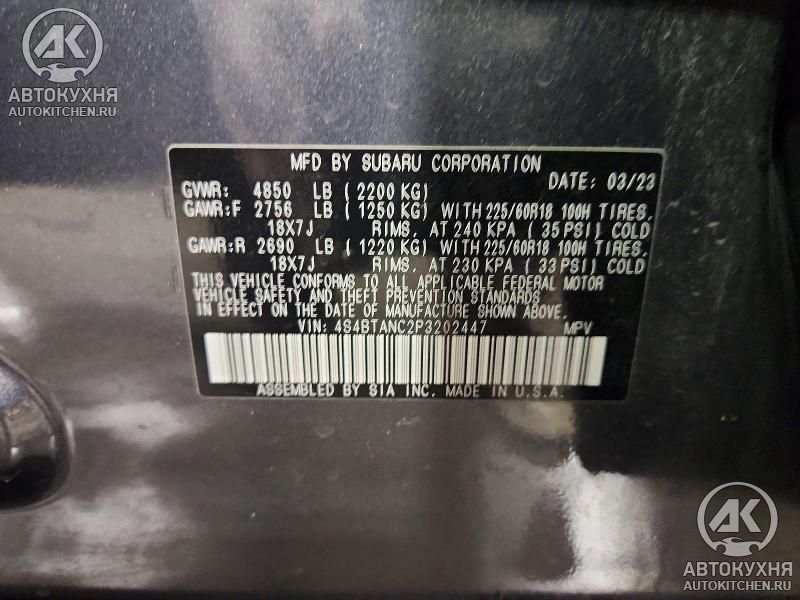 AK
АВТОКУХНЯ
AUTOKITCHEN.RU
MFD BY SUBARU CORPORATION
GVWR: 4850 LB ( 2200 KG) DATE: 03/23
GAWR:F 2756 LB ( 1250 KG) WITH 225/60R18 100H TIRES,
18X7J RIMS, AT 240 KPA ( 35 PSI) COLD
GAWR:R 2690 LB ( 1220 KG) WITH 225/60R18 100H TIRES,
18X7J RIMS, AT 230 KPA ( 33 PSI) COLD
THIS VEHICLE CONFORMS TO ALL APPLICABLE FEDERAL MOTOR
VEHICLE SAFETY AND THEFT PREVENTION STANDARDS
IN EFFECT ON THE DATE OF MANUFACTURE SHOWN ABOVE.
VIN: 4S4BTANC2P3202447 MPV
ASSEMBLED BY SIA INC. MADE IN U.S.A.
AK
АВТОКУХНЯ
AUTOKITCHEN.RU